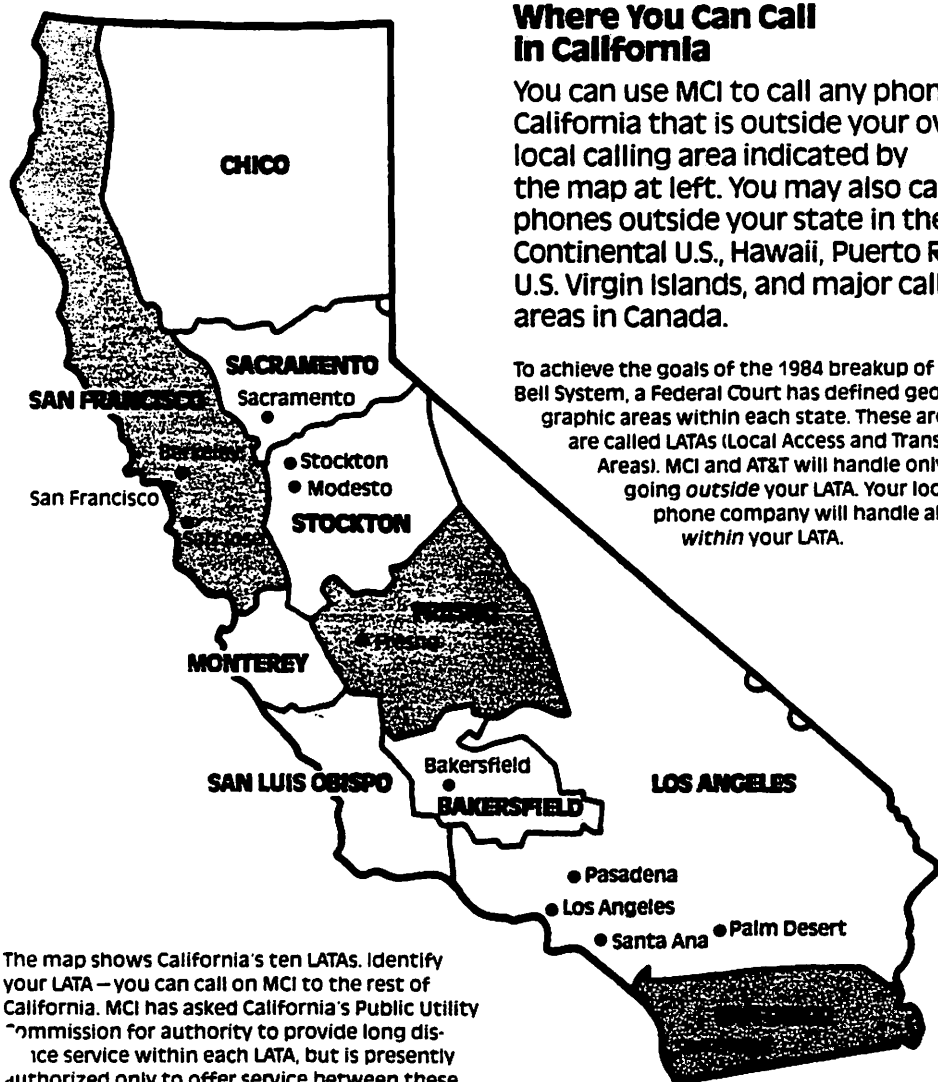 Where You Can Call
in California
You can use MCI to call any phon
California that is outside your ov
local calling area indicated by
the map at left. You may also ca
phones outside your state in the
Continental U.S., Hawaii, Puerto R
U.S. Virgin Islands, and major call
areas in Canada.
To achieve the goals of the 1984 breakup of
Bell System, a Federal Court has defined geo
graphic areas within each state. These are
are called LATAs (Local Access and Trans
Areas). MCI and AT&T will handle only
going outside your LATA. Your loc
phone company will handle al
within your LATA.
CHICO
SACRAMENTO
SAN FRANCISCO
Sacramento
Berkeley
Stockton
San Francisco
Modesto
STOCKTON
San Jose
FRESNO
Fresno
MONTEREY
Bakersfield
SAN LUIS OBISPO
LOS ANGELES
BAKERSFIELD
Pasadena
Los Angeles
Santa Ana
Palm Desert
The map shows California's ten LATAs. Identify
your LATA — you can call on MCI to the rest of
California. MCI has asked California's Public Utility
ommission for authority to provide long dis-
ice service within each LATA, but is presently
authorized only to offer service between these